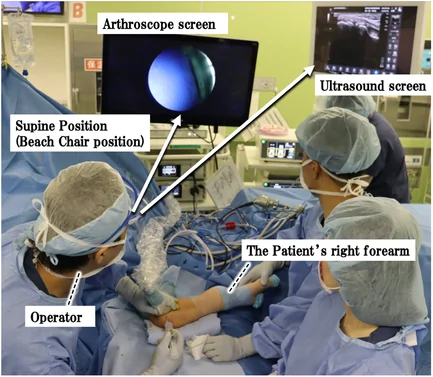 Arthroscope screen
B
Ultrasound screen
Supine Position
(Beach Chair position)
The Patient's right forearm
Operator